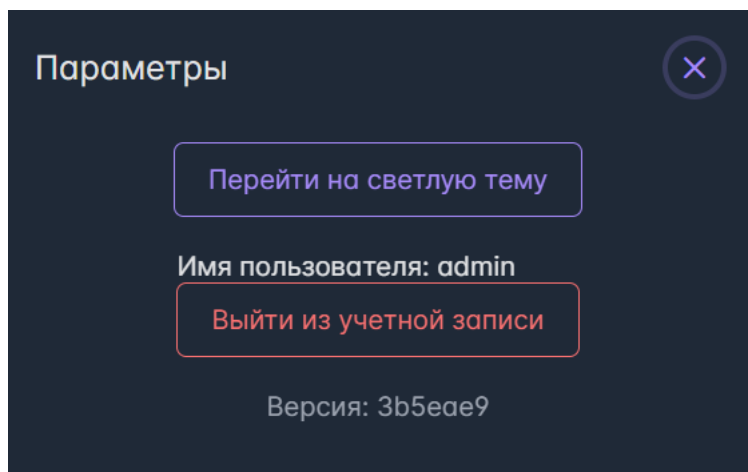 Параметры
Перейти на светлую тему
Имя пользователя: admin
Выйти из учетной записи
Версия: 3b5eae9